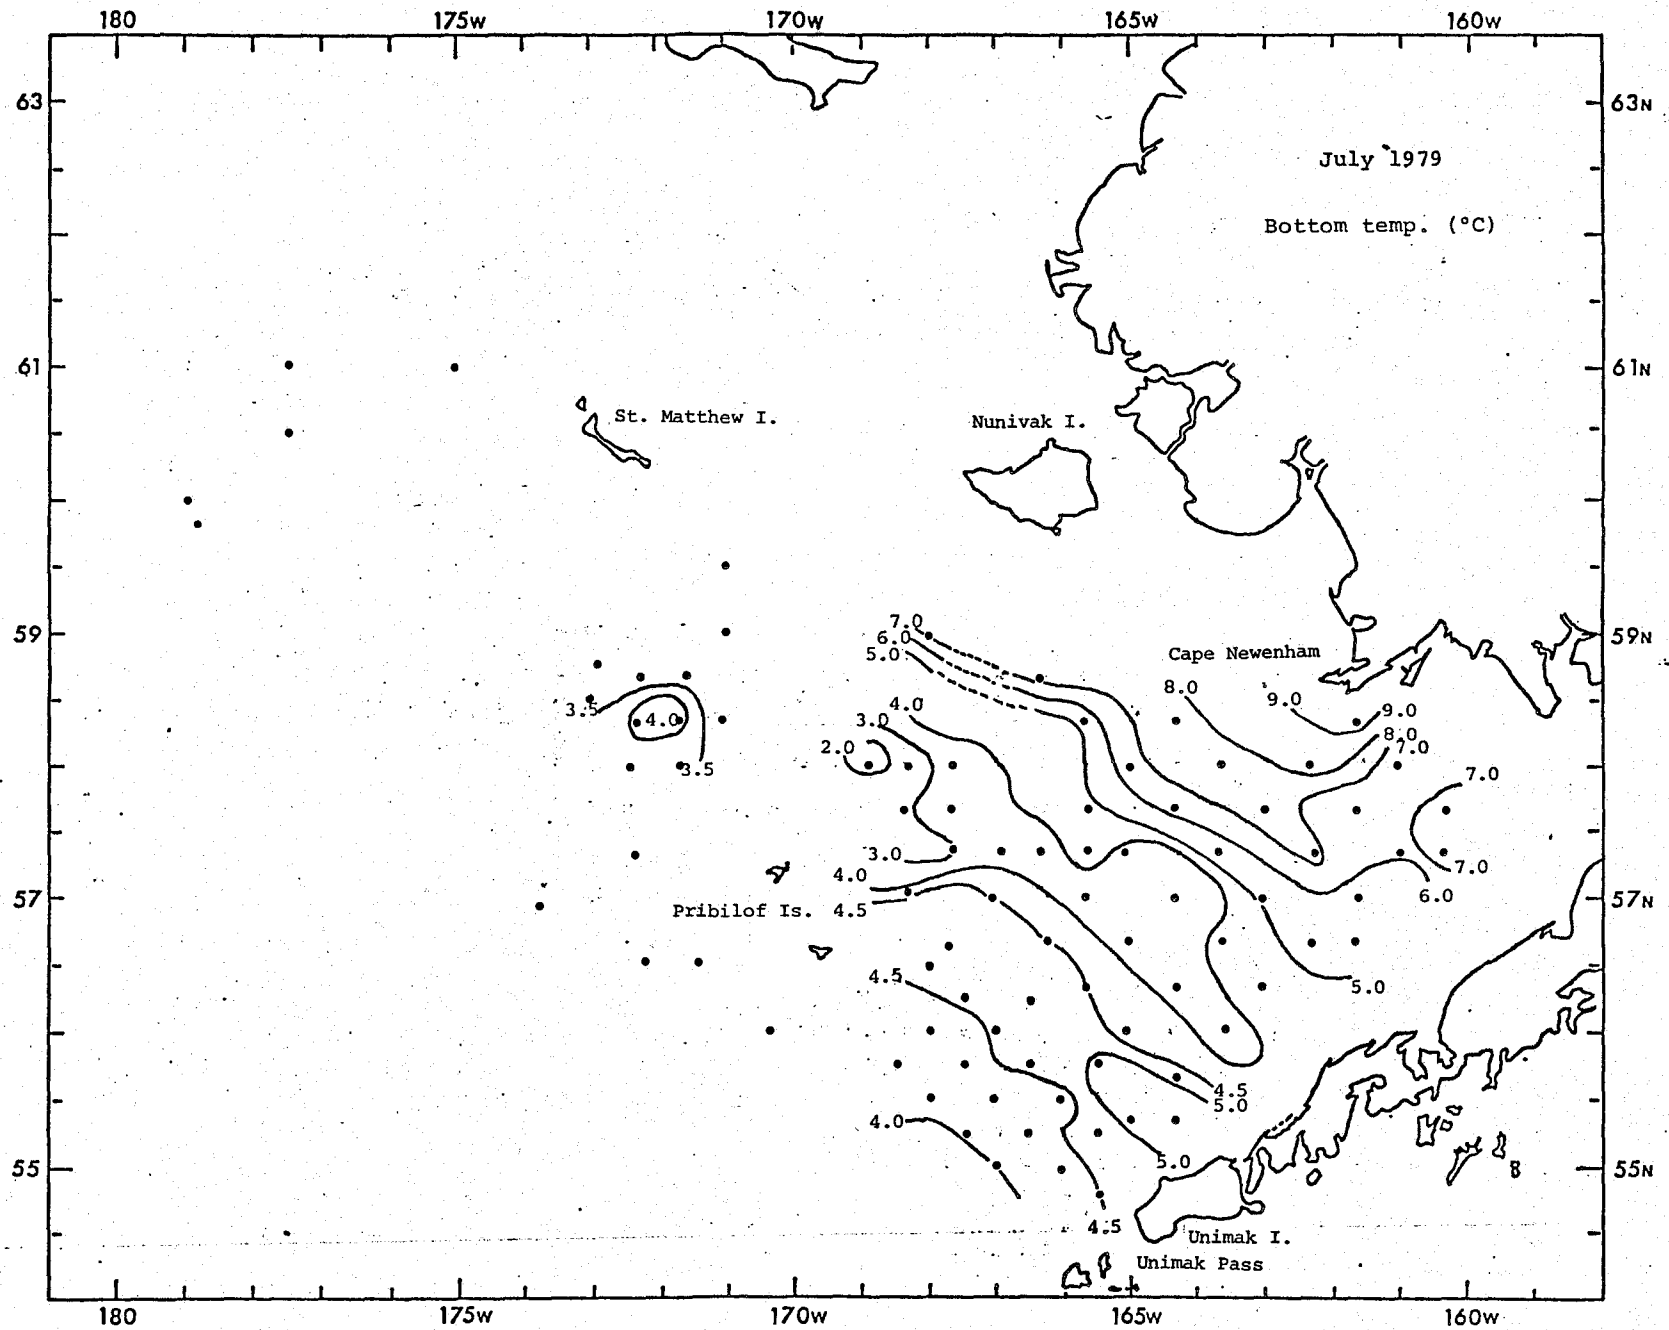 180 175W 170W 165W 160W
63 63N
July 1979
Bottom temp. (°C)
61 61N
St. Matthew I. Nunivak I.
59 59N
7.0
6.0
5.0
Cape Newenham
8.0
9.0
3.5 4.0 4.0 9.0
3.0 8.0
2.0 7.0
3.5 7.0
3.0
4.0 7.0
6.0
57 57N
Pribilof Is. 4.5
4.5 5.0
4.5
5.0
4.0
5.0
55 55N
4.5
Unimak I.
Unimak Pass
180 175W 170W 165W 160W